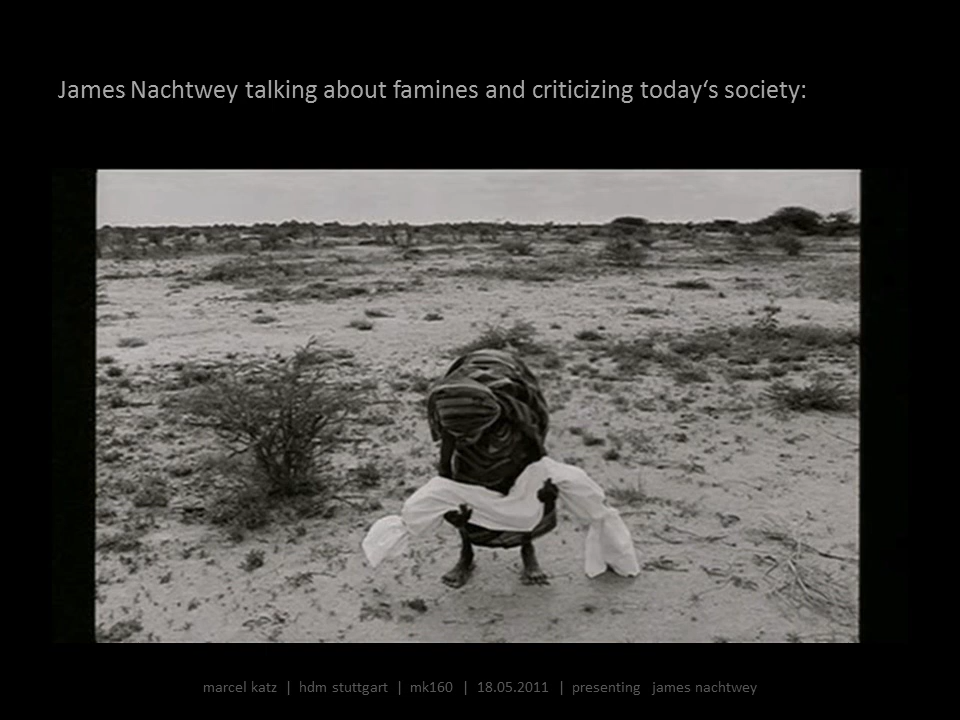 James Nachtwey talking about famines and criticizing today‘s society:
marcel katz | hdm stuttgart | mk160 | 18.05.2011 | presenting james nachtwey